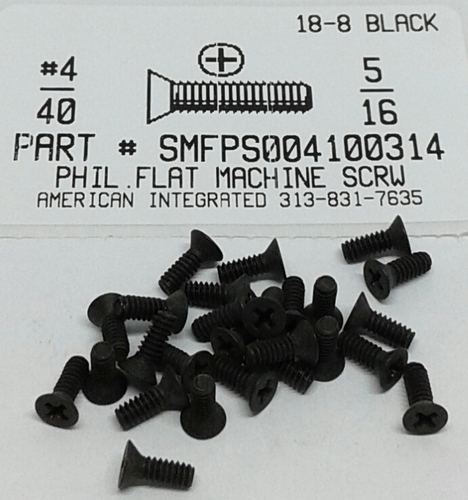 18-8 BLACK
#4
40
5
16
PART # SMFPS004100314
PHIL.FLAT MACHINE SCRW
AMERICAN INTEGRATED 313-831-7635